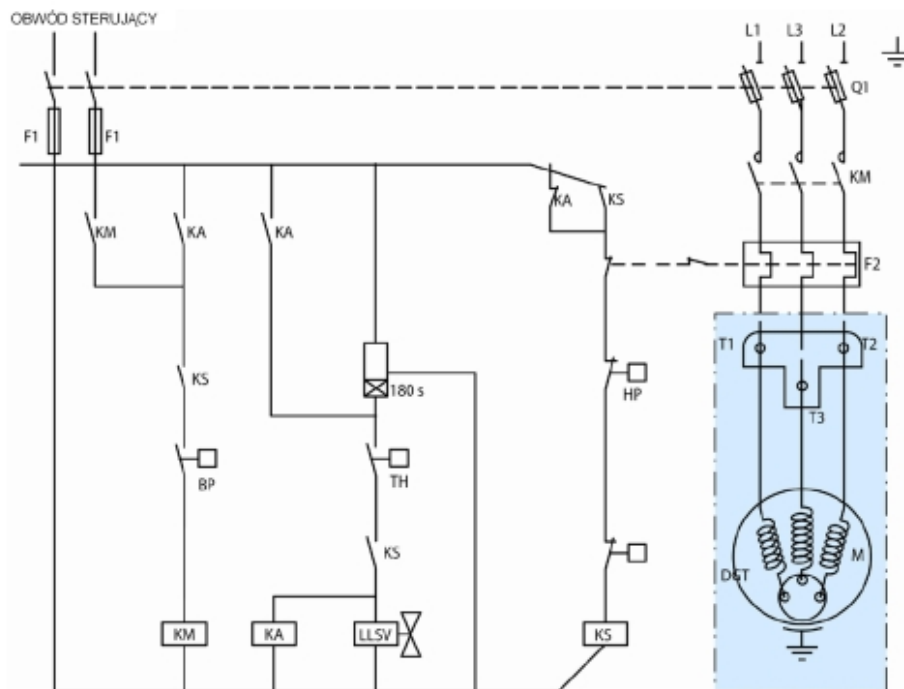 OBWÓD STERUJĄCY
L1 L3 L2
Q1
F1 F1
KM KA KA KA KS KM
F2
T1 T2
180 s
KS HP
T3
BP TH
KS
DGT M
KM KA LLSV KS